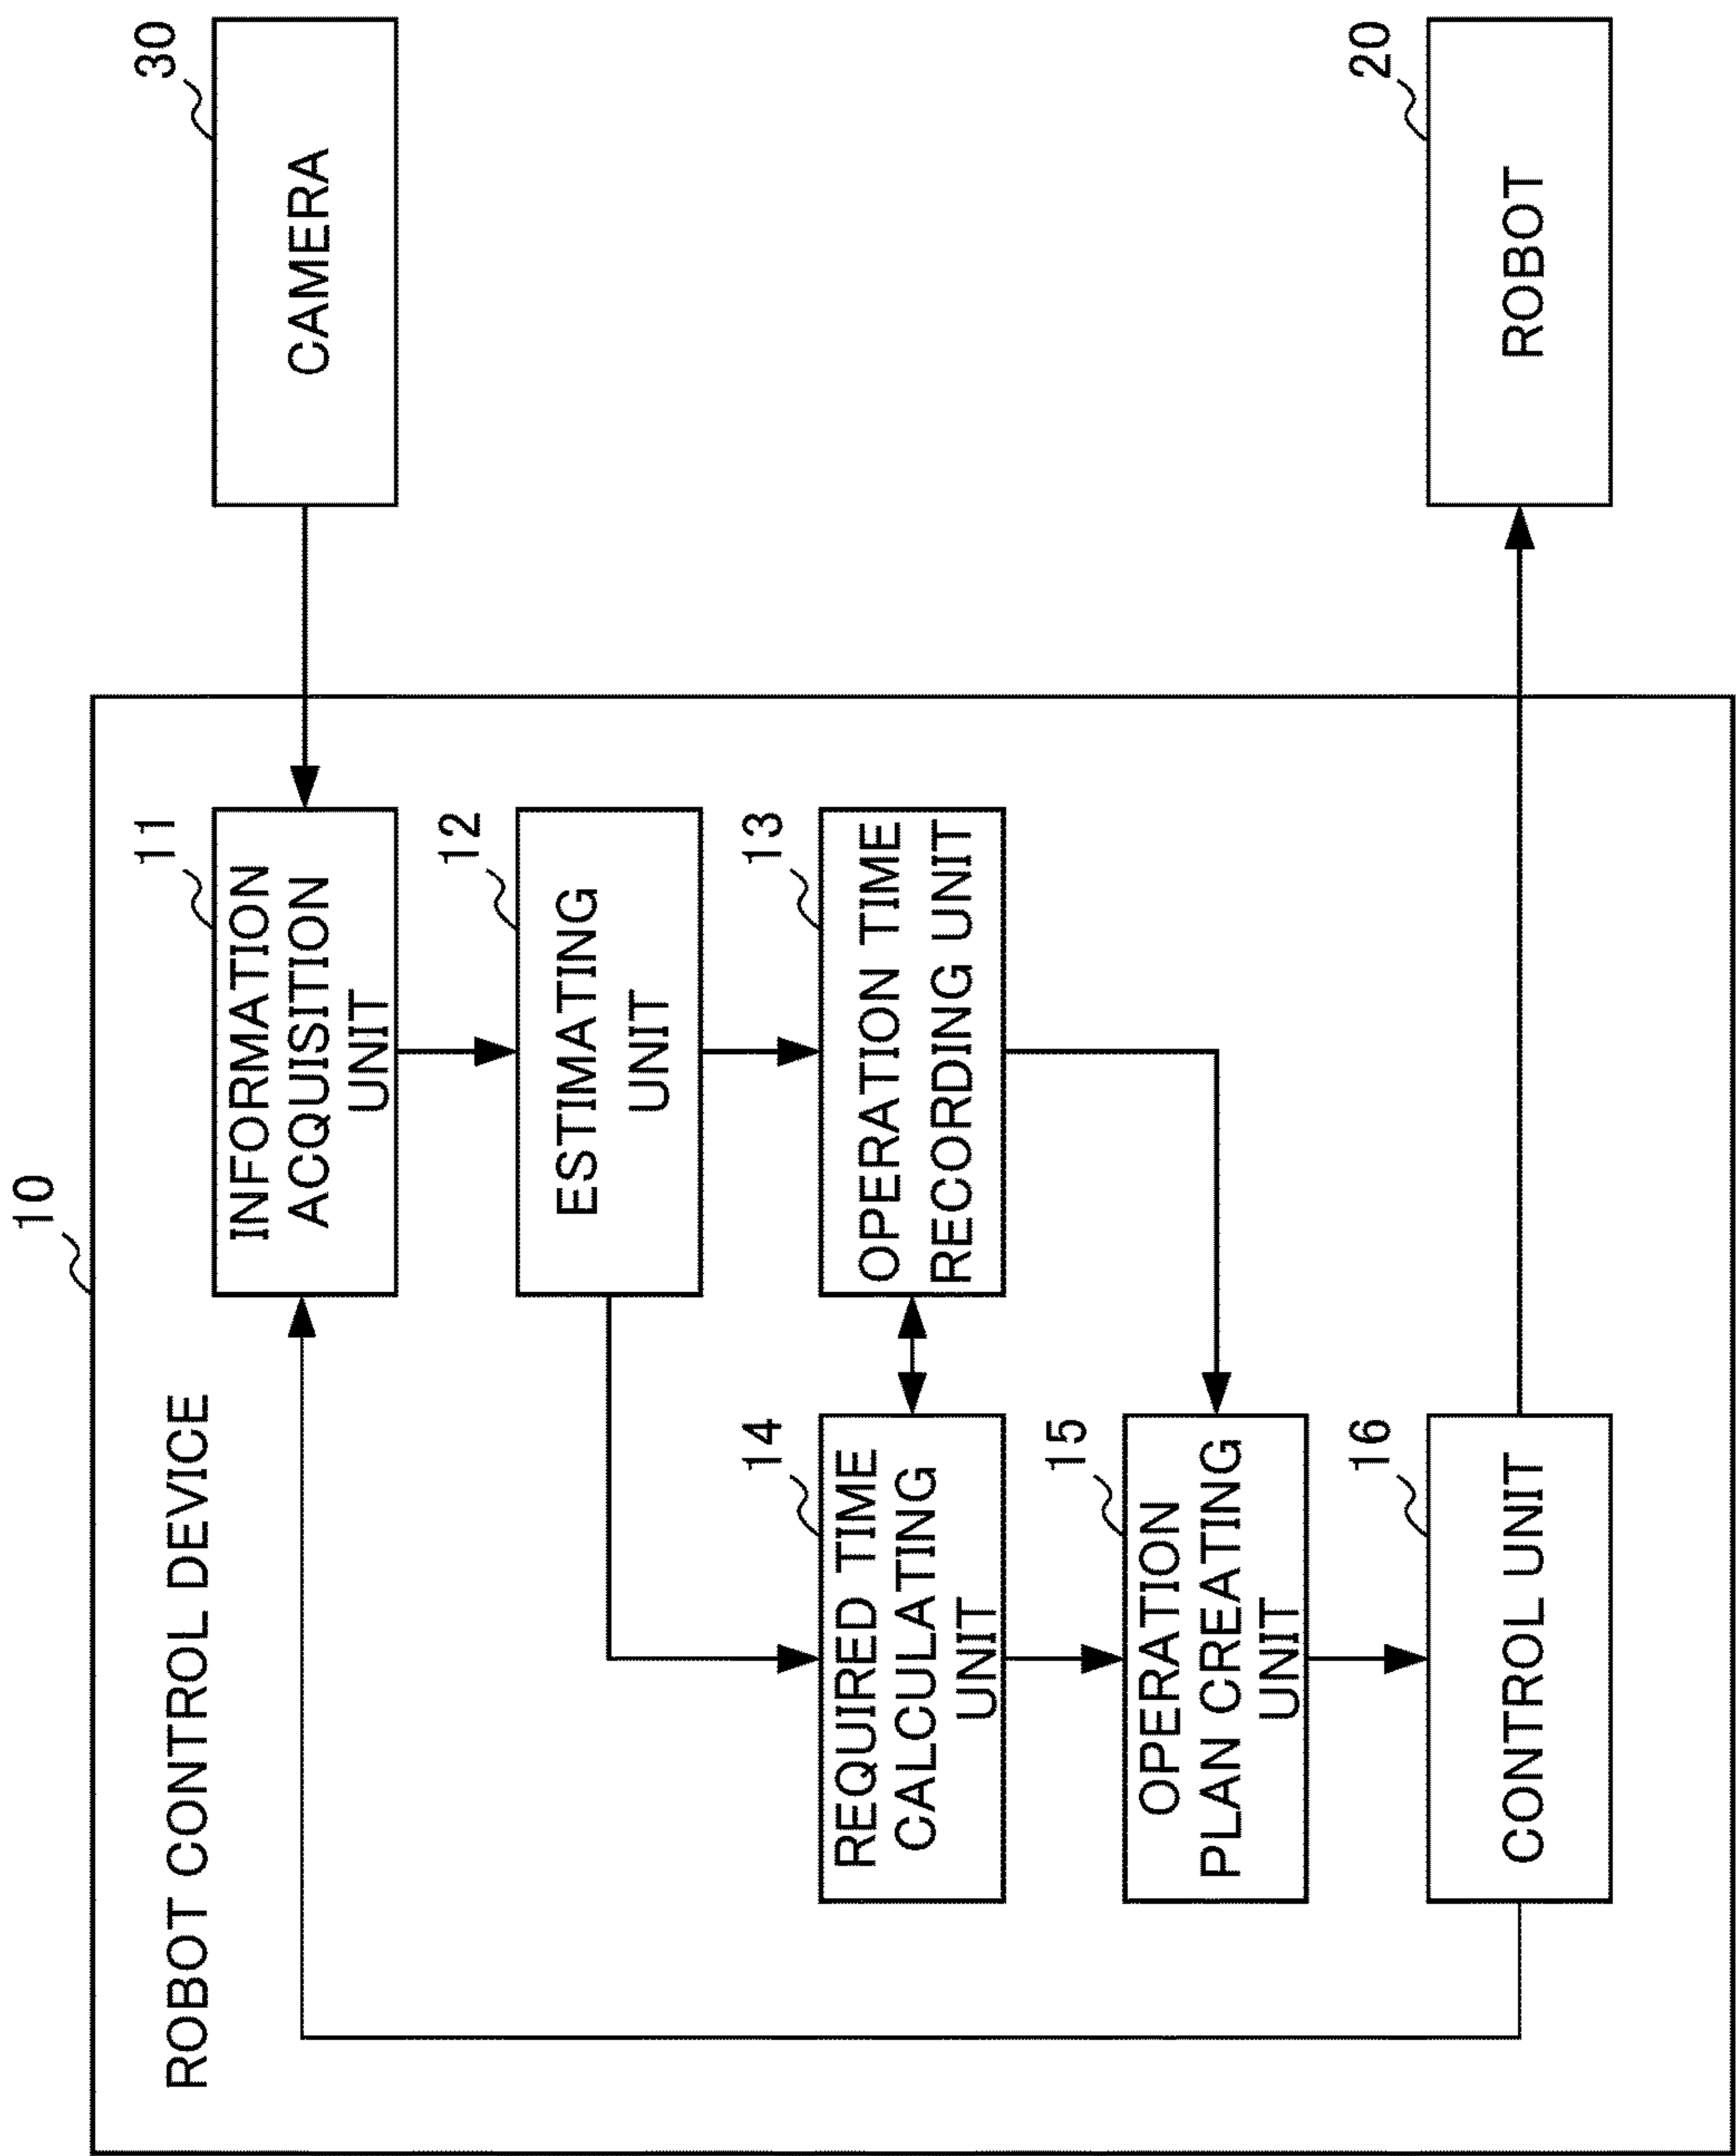 10
ROBOT CONTROL DEVICE
11
INFORMATION
ACQUISITION
UNIT
30
CAMERA
12
ESTIMATING
UNIT
14
REQUIRED TIME
CALCULATING
UNIT
13
OPERATION TIME
RECORDING UNIT
15
OPERATION
PLAN CREATING
UNIT
16
CONTROL UNIT
20
ROBOT